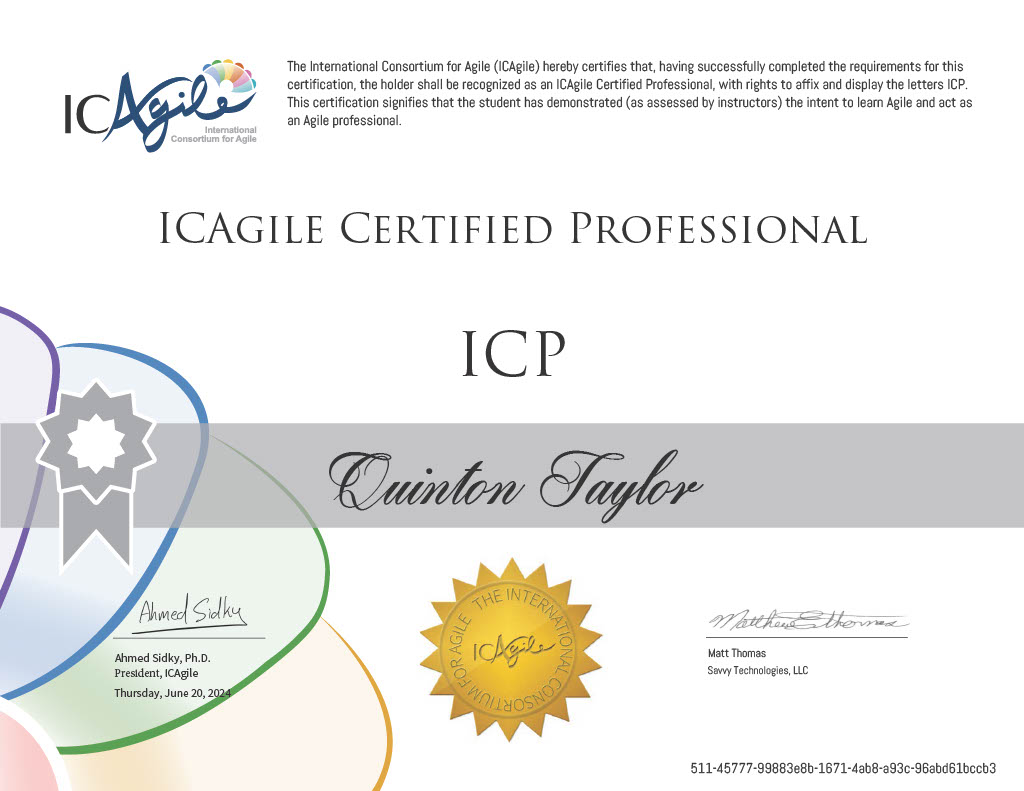 ICAgile
International
Consortium for Agile
The International Consortium for Agile (ICAgile) hereby certifies that, having successfully completed the requirements for this
certification, the holder shall be recognized as an ICAgile Certified Professional, with rights to affix and display the letters ICP.
This certification signifies that the student has demonstrated (as assessed by instructors) the intent to learn Agile and act as
an Agile professional.
ICAgile Certified Professional
ICP
Quinton Taylor
Ahmed Sidky
Ahmed Sidky, Ph.D.
President, ICAgile
Thursday, June 20, 2024
THE INTERNATIONAL CONSORTIUM FOR AGILE
ICAgile
Matthew E Thomas
Matt Thomas
Savvy Technologies, LLC
511-45777-99883e8b-1671-4ab8-a93c-96abd61bccb3